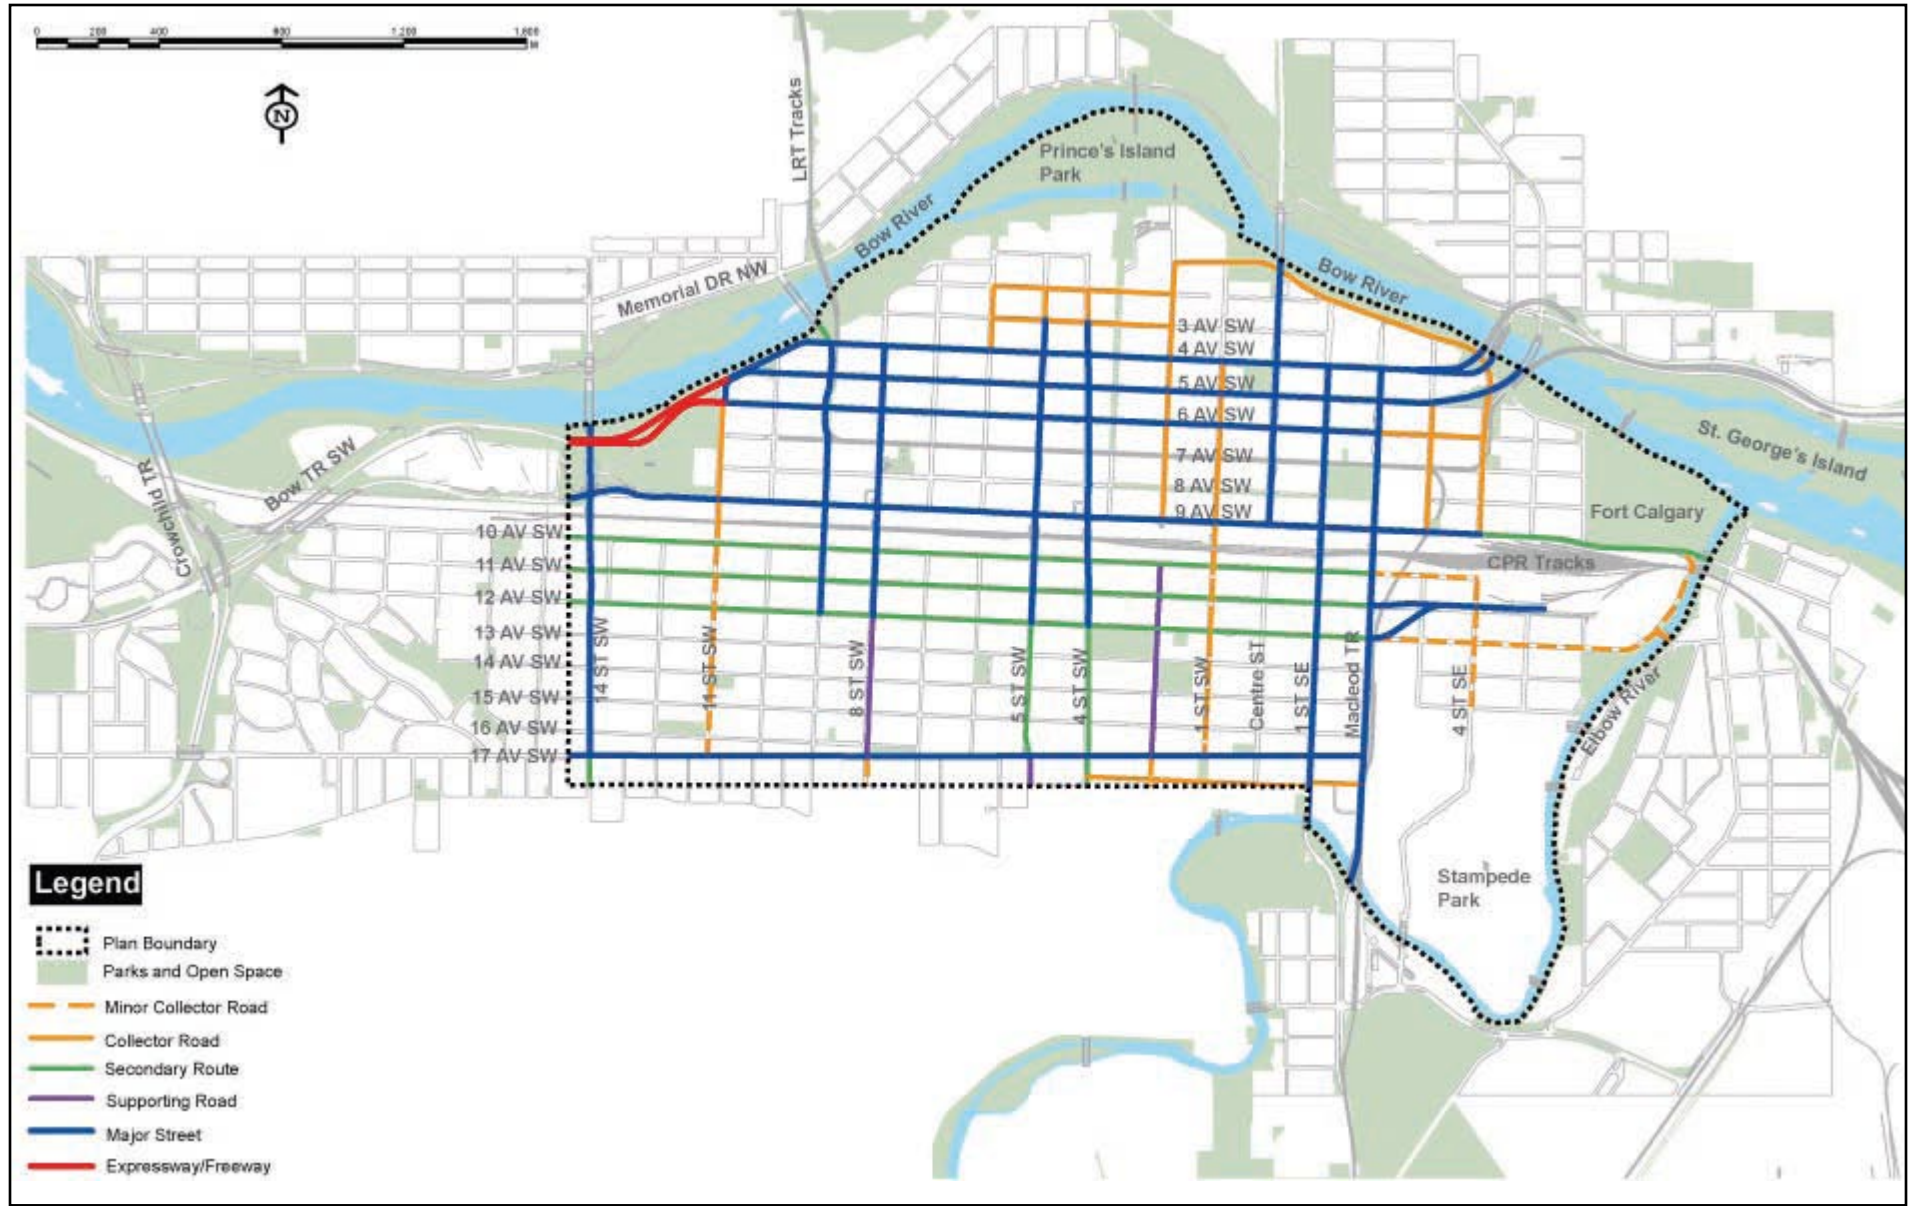 0 200 400 800 1,200 1,600
M
N
LRT Tracks
Prince's Island
Park
Bow River
Memorial DR NW
Bow River
3 AV SW
4 AV SW
5 AV SW
6 AV SW
7 AV SW
8 AV SW
9 AV SW
St. George's Island
Fort Calgary
CPR Tracks
Crowchild TR
Bow TR SW
10 AV SW
11 AV SW
12 AV SW
13 AV SW
14 AV SW
15 AV SW
16 AV SW
17 AV SW
14 ST SW
11 ST SW
8 ST SW
5 ST SW
4 ST SW
1 ST SW
Centre ST
1 ST SE
Macleod TR
4 ST SE
Elbow River
Stampede
Park
Legend
Plan Boundary
Parks and Open Space
Minor Collector Road
Collector Road
Secondary Route
Supporting Road
Major Street
Expressway/Freeway